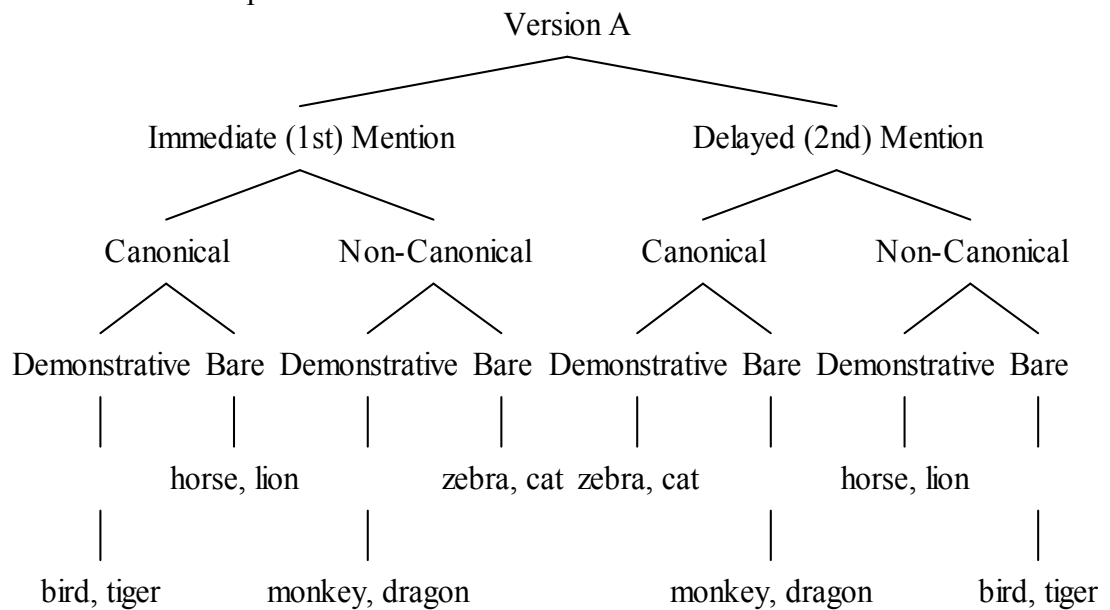 Version A
Immediate (1st) Mention Delayed (2nd) Mention
Canonical Non-Canonical Canonical Non-Canonical
Demonstrative Bare Demonstrative Bare Demonstrative Bare Demonstrative Bare
horse, lion zebra, cat zebra, cat horse, lion
bird, tiger monkey, dragon monkey, dragon bird, tiger